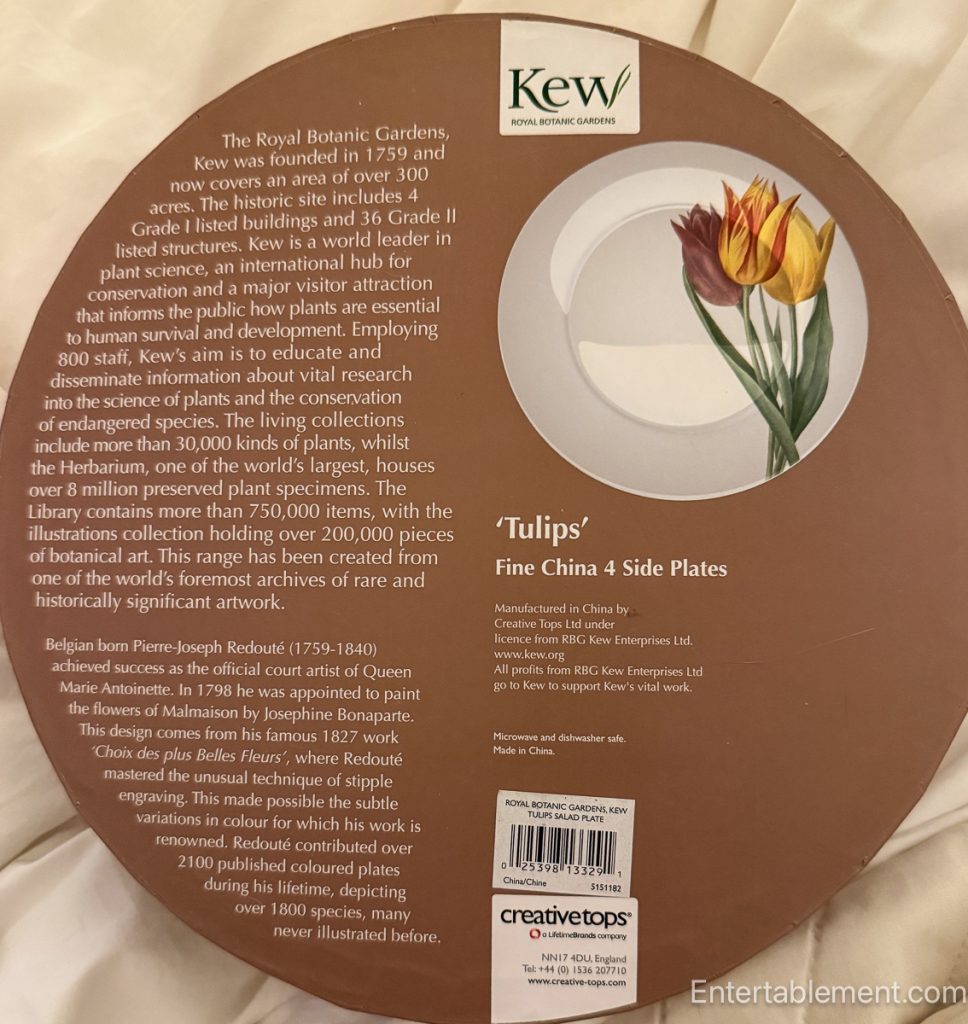 The Royal Botanic Gardens,
Kew was founded in 1759 and
now covers an area of over 300
acres. The historic site includes 4
Grade I listed buildings and 36 Grade II
listed structures. Kew is a world leader in
plant science, an international hub for
conservation and a major visitor attraction
that informs the public how plants are essential
to human survival and development. Employing
800 staff, Kew's aim is to educate and
disseminate information about vital research
into the science of plants and the conservation
of endangered species. The living collections
include more than 30,000 kinds of plants, whilst
the Herbarium, one of the world's largest, houses
over 8 million preserved plant specimens. The
Library contains more than 750,000 items, with the
illustrations collection holding over 200,000 pieces
of botanical art. This range has been created from
one of the world's foremost archives of rare and
historically significant artwork.
Belgian born Pierre-Joseph Redouté (1759-1840)
achieved success as the official court artist of Queen
Marie Antoinette. In 1798 he was appointed to paint
the flowers of Malmaison by Josephine Bonaparte.
This design comes from his famous 1827 work
'Choix des plus Belles Fleurs', where Redouté
mastered the unusual technique of stipple
engraving. This made possible the subtle
variations in colour for which his work is
renowned. Redouté contributed over
2100 published coloured plates
during his lifetime, depicting
over 1800 species, many
never illustrated before.
Kew
ROYAL BOTANIC GARDENS
'Tulips'
Fine China 4 Side Plates
Manufactured in China by
Creative Tops Ltd under
licence from RBG Kew Enterprises Ltd.
www.kew.org
All profits from RBG Kew Enterprises Ltd
go to Kew to support Kew's vital work.
Microwave and dishwasher safe.
Made in China.
ROYAL BOTANIC GARDENS, KEW
TULIPS SALAD PLATE
0 25398 13329 1
China/Chine 5151182
creativetops®
a LifetimeBrands company
NN17 4DU, England
Tel: +44 (0) 1536 207710
www.creative-tops.com
Entertablement.com